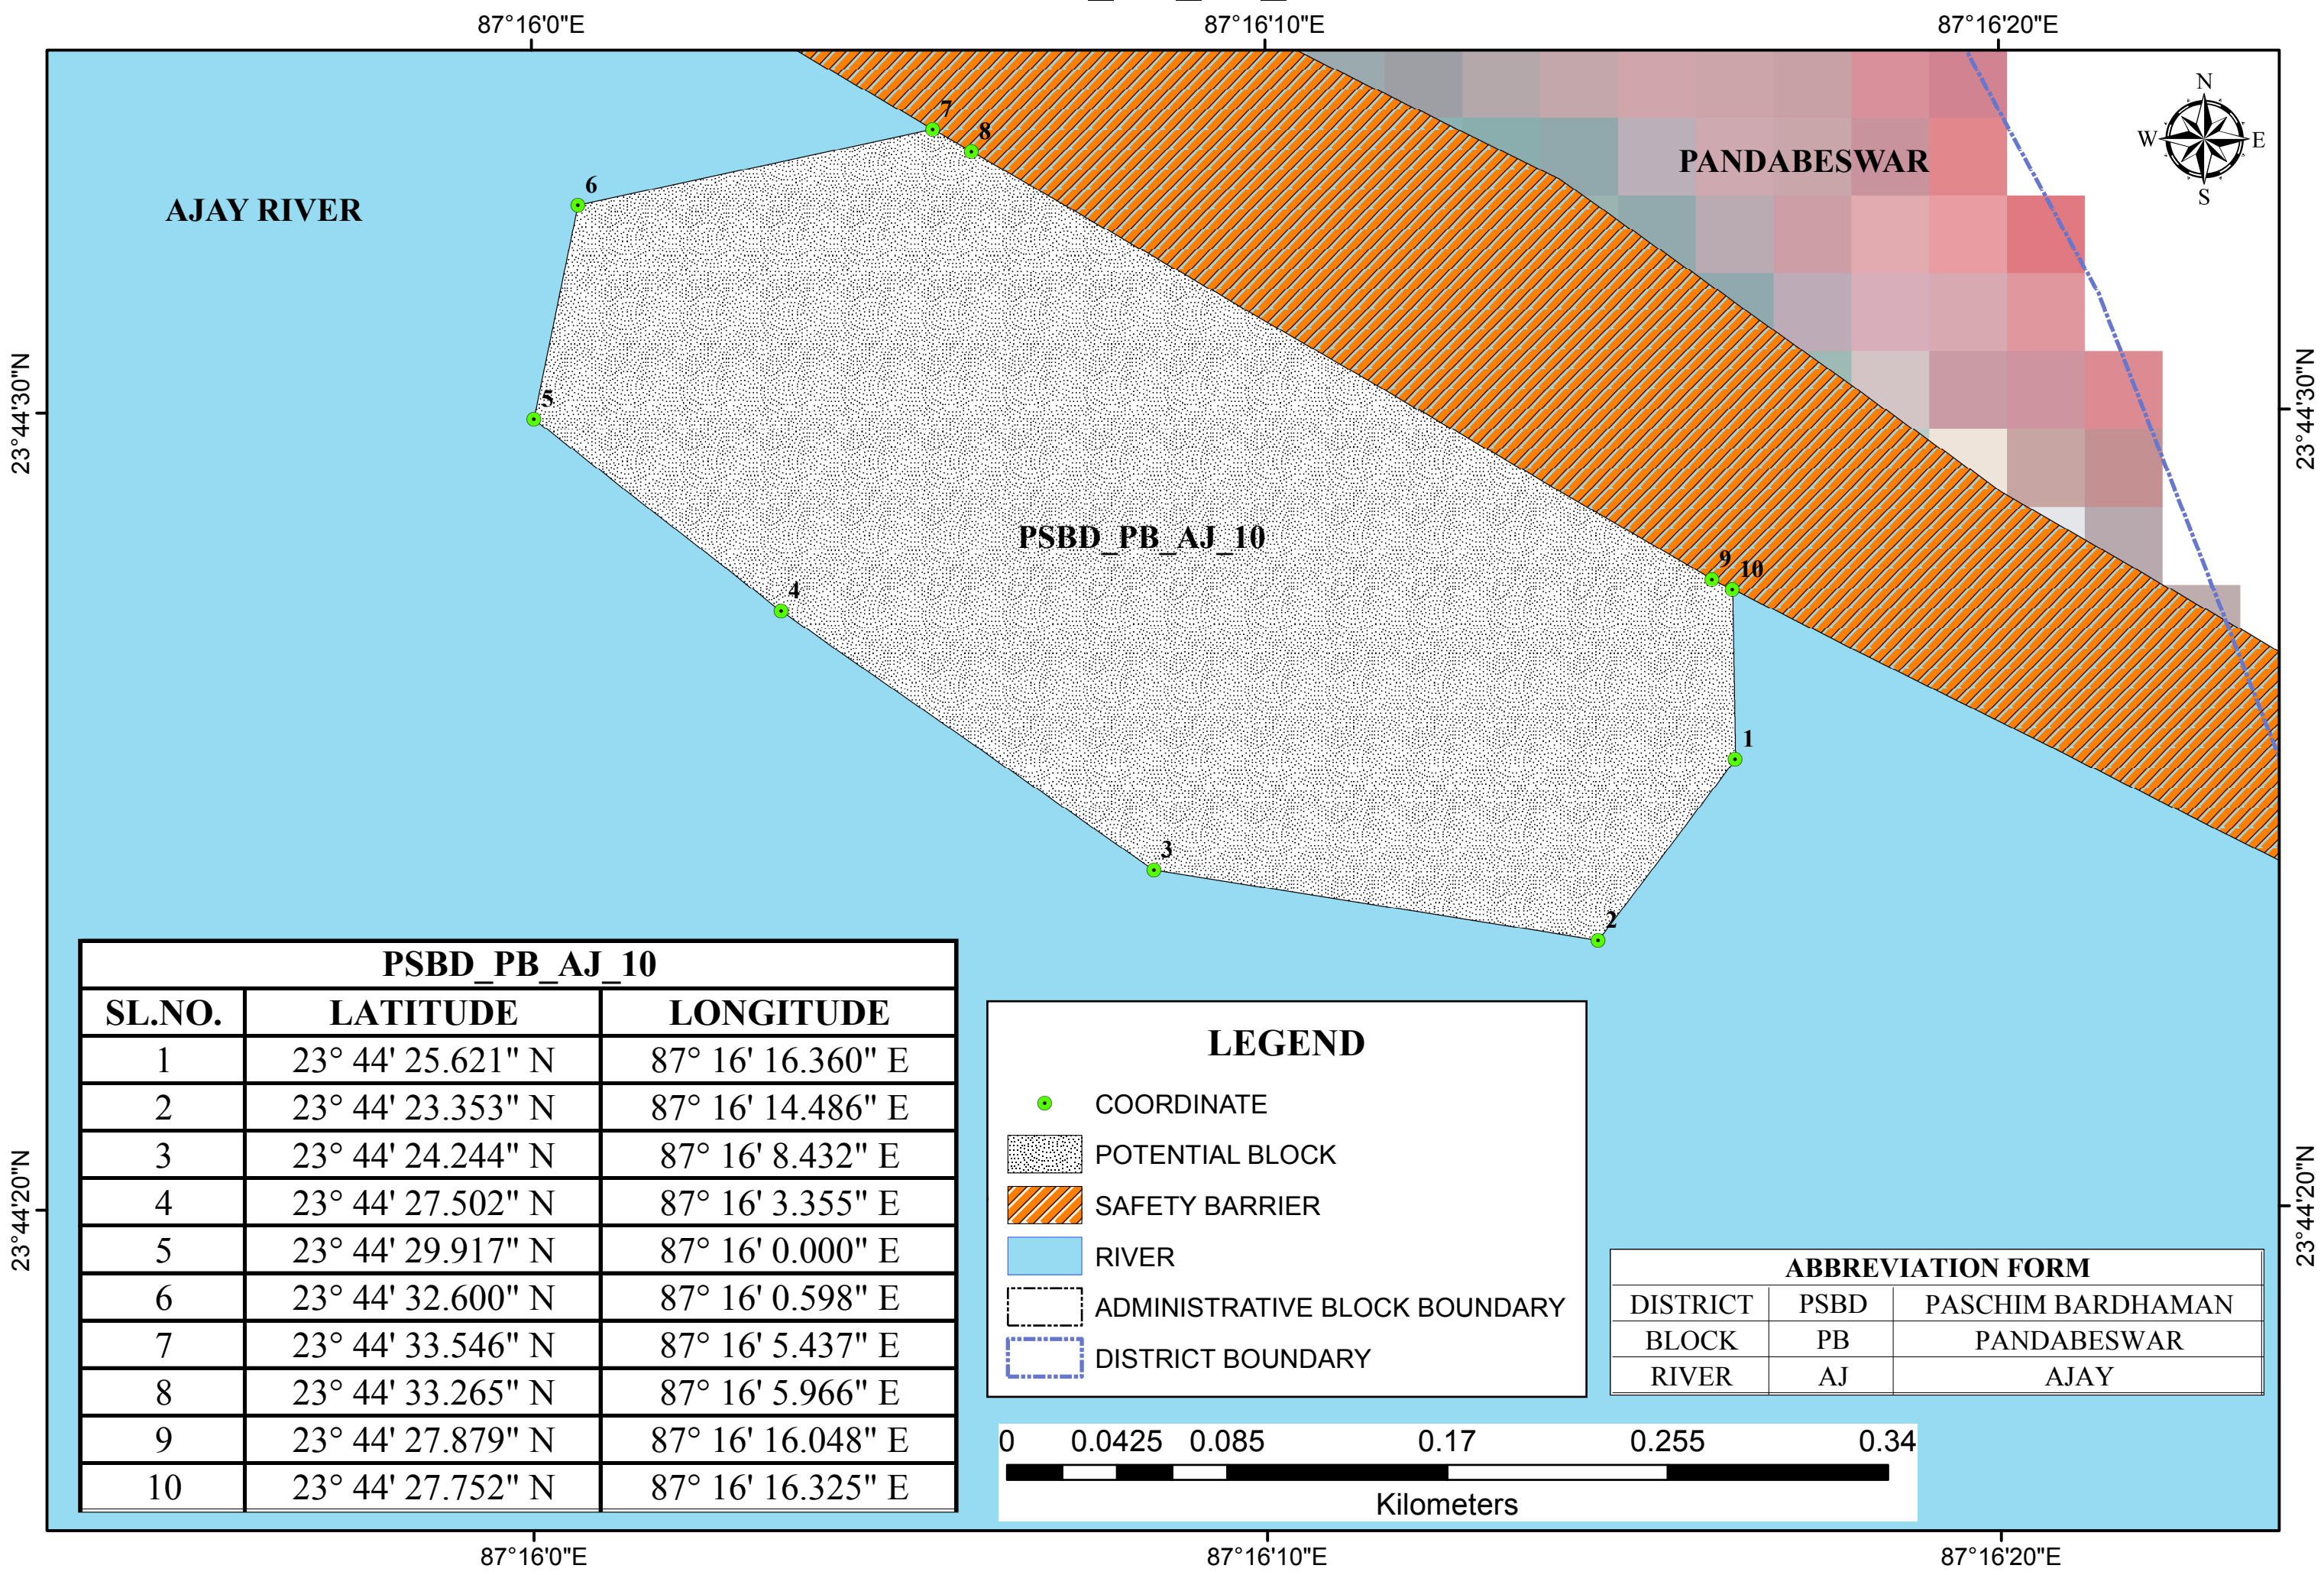 87°16'0"E 87°16'10"E 87°16'20"E
N
W E
S
7
8
PANDABESWAR
6
AJAY RIVER
23°44'30"N 23°44'30"N
5
PSBD_PB_AJ_10
9
10
4
1
3
2
PSBD_PB_AJ_10
SL.NO. LATITUDE LONGITUDE
1 23° 44' 25.621" N 87° 16' 16.360" E
2 23° 44' 23.353" N 87° 16' 14.486" E
3 23° 44' 24.244" N 87° 16' 8.432" E
4 23° 44' 27.502" N 87° 16' 3.355" E
5 23° 44' 29.917" N 87° 16' 0.000" E
6 23° 44' 32.600" N 87° 16' 0.598" E
7 23° 44' 33.546" N 87° 16' 5.437" E
8 23° 44' 33.265" N 87° 16' 5.966" E
9 23° 44' 27.879" N 87° 16' 16.048" E
10 23° 44' 27.752" N 87° 16' 16.325" E
LEGEND
COORDINATE
POTENTIAL BLOCK
SAFETY BARRIER
RIVER
ADMINISTRATIVE BLOCK BOUNDARY
DISTRICT BOUNDARY
23°44'20"N 23°44'20"N
ABBREVIATION FORM
DISTRICT PSBD PASCHIM BARDHAMAN
BLOCK PB PANDABESWAR
RIVER AJ AJAY
0 0.0425 0.085 0.17 0.255 0.34
Kilometers
87°16'0"E 87°16'10"E 87°16'20"E